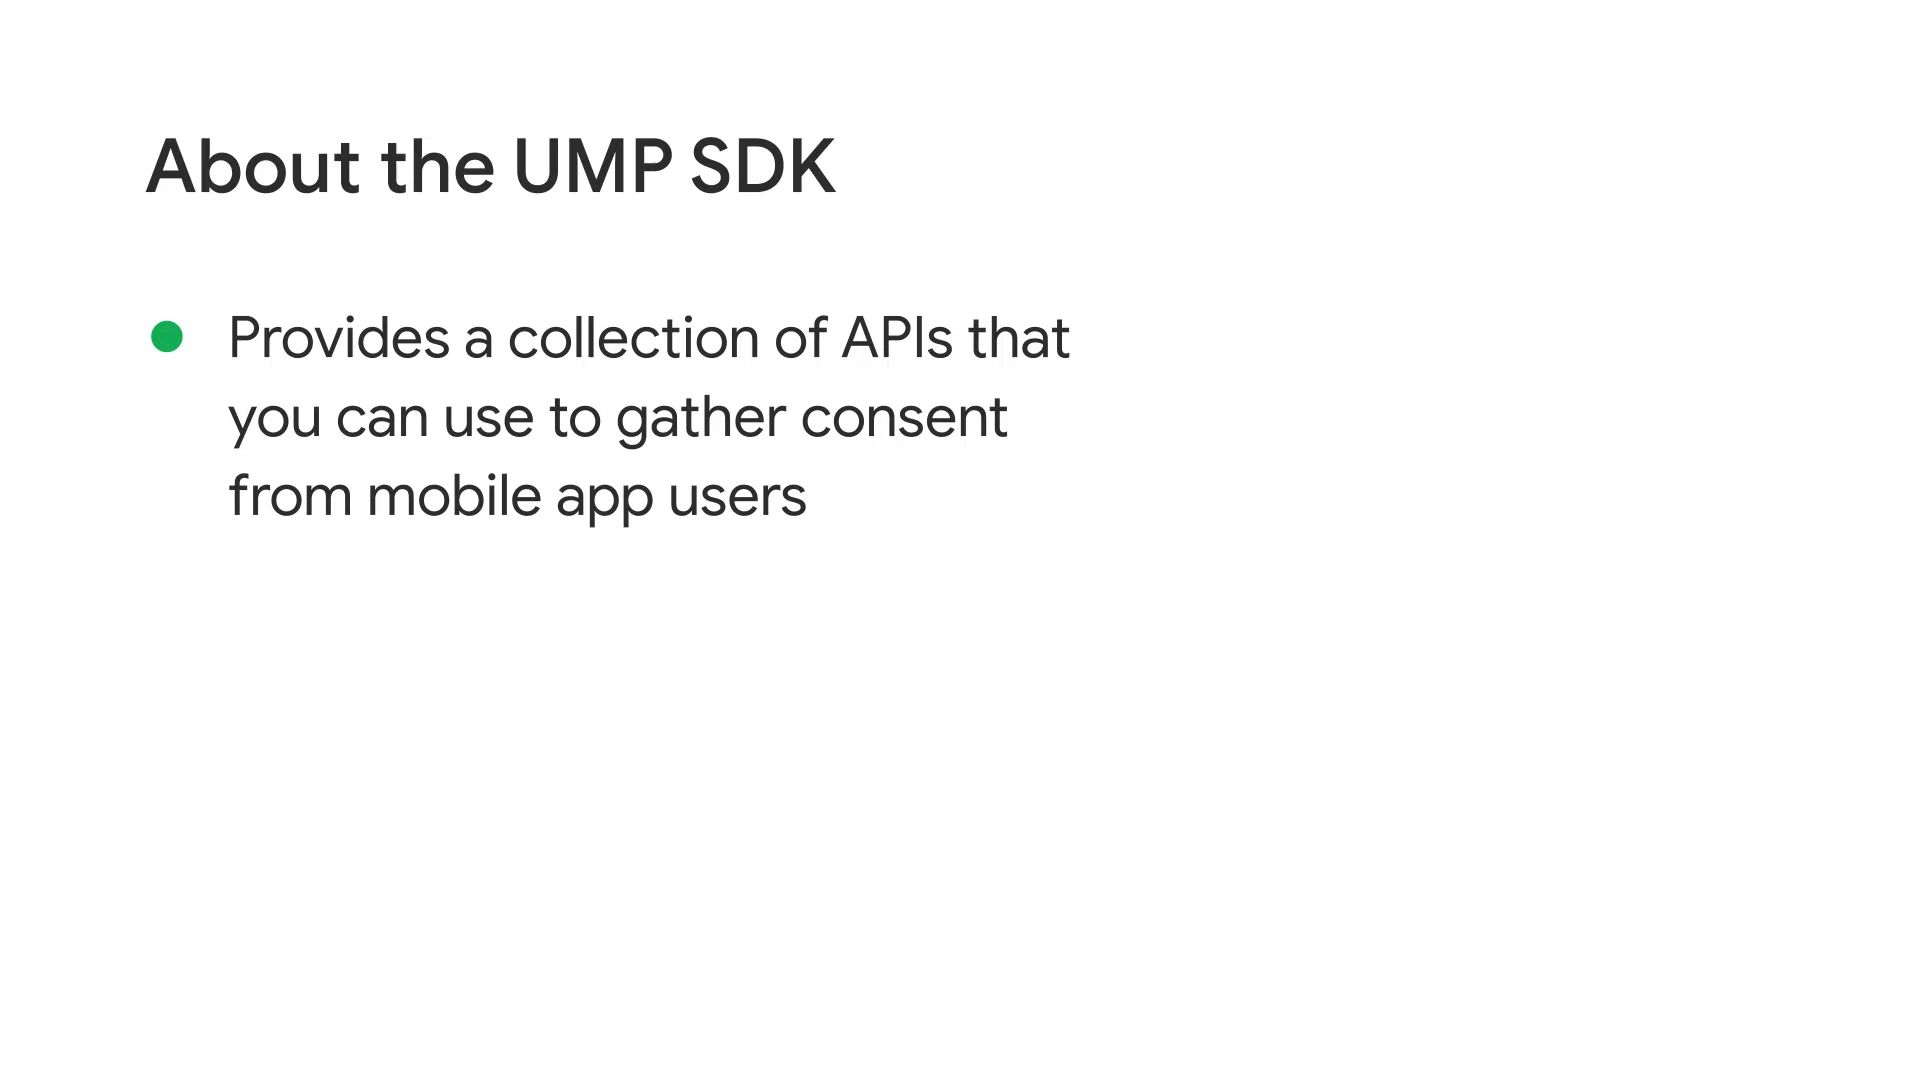 About the UMP SDK
Provides a collection of APIs that
you can use to gather consent
from mobile app users